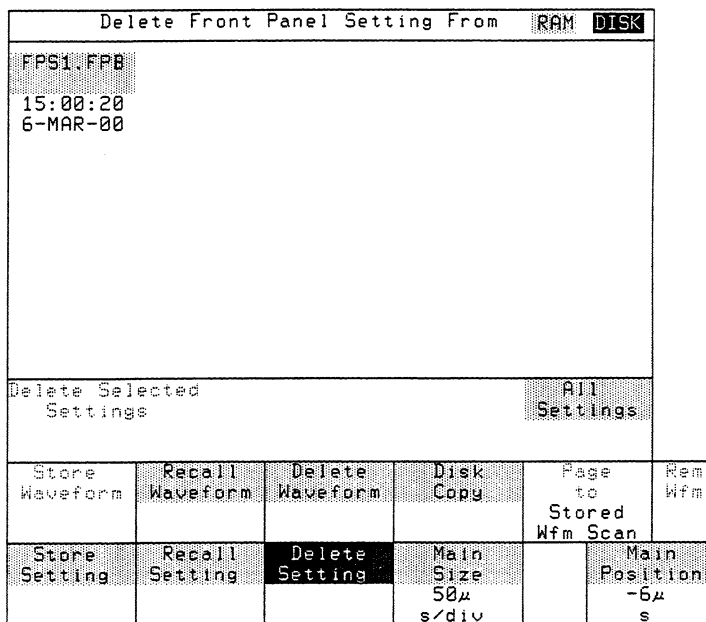 Delete Front Panel Setting From RAM DISK
FPS1.FPB
15:00:20
6-MAR-00
Delete Selected
Settings
All
Settings
Store
Waveform
Recall
Waveform
Delete
Waveform
Disk
Copy
Page
to
Stored
Wfm Scan
Rem
Wfm
Store
Setting
Recall
Setting
Delete
Setting
Main
Size
50µ
s/div
Main
Position
-6µ
s